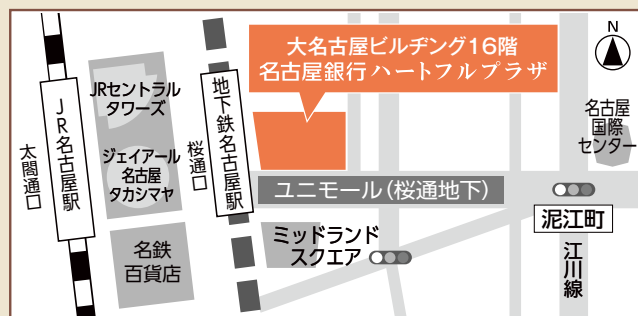 大名古屋ビルヂング16階
名古屋銀行ハートフルプラザ
N
JR名古屋駅
太閤通口
JRセントラル
タワーズ
ジェイアール
名古屋
タカシマヤ
名鉄
百貨店
地下鉄名古屋駅
桜通口
ユニモール(桜通地下)
ミッドランド
スクエア
名古屋
国際
センター
泥江町
江川線